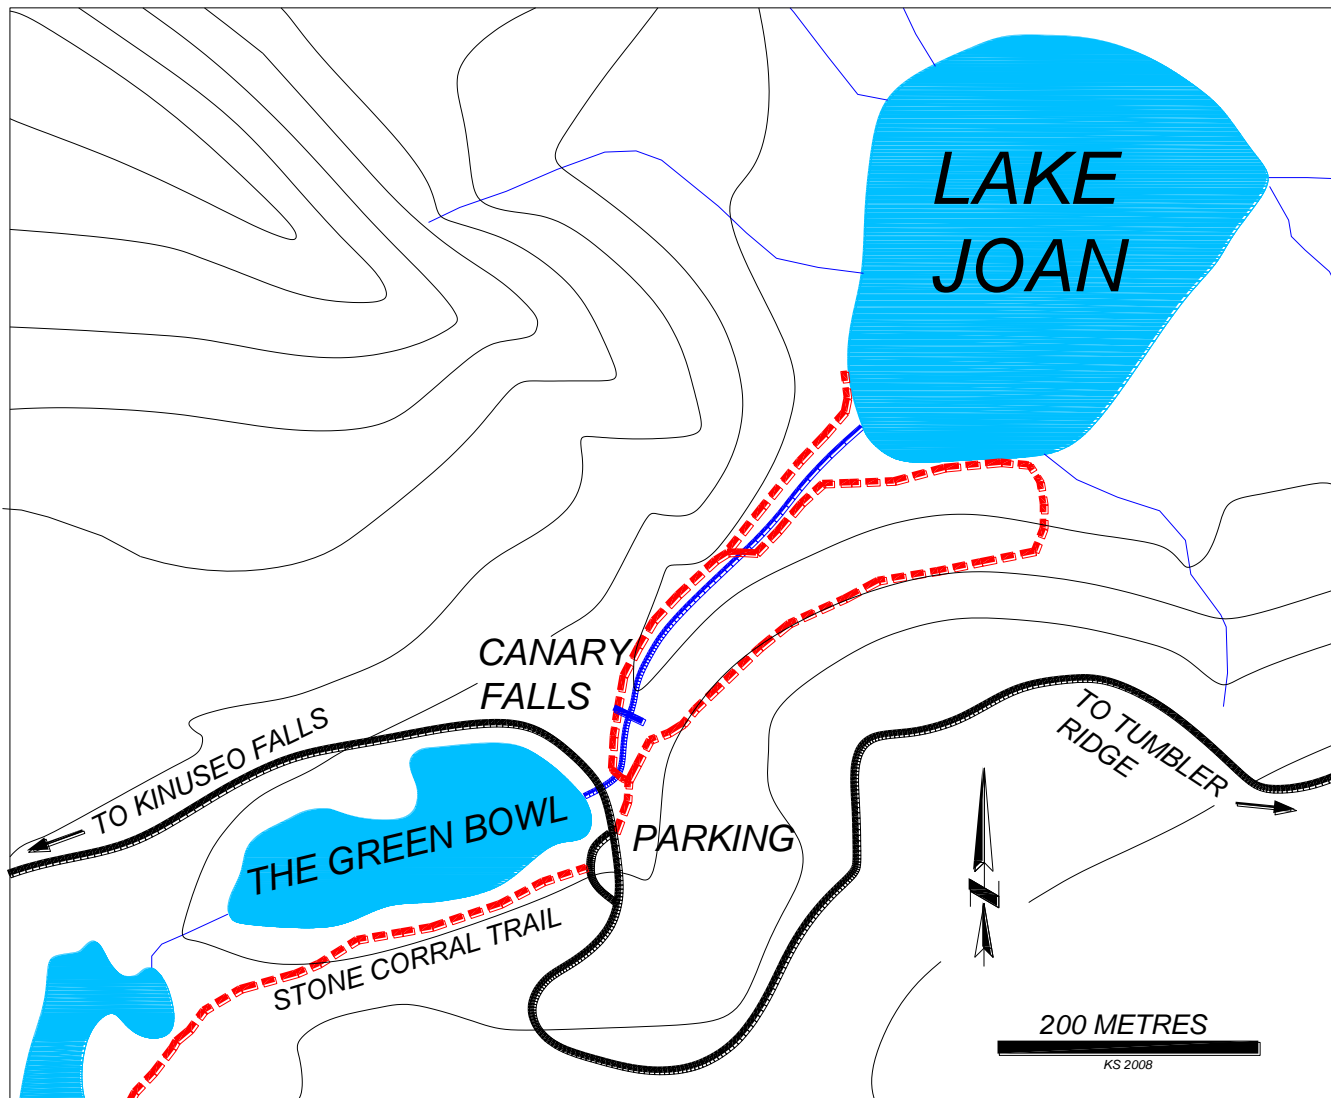 LAKE
JOAN
CANARY
FALLS
TO KINUSEO FALLS
TO TUMBLER
RIDGE
THE GREEN BOWL
PARKING
STONE CORRAL TRAIL
200 METRES
KS 2008